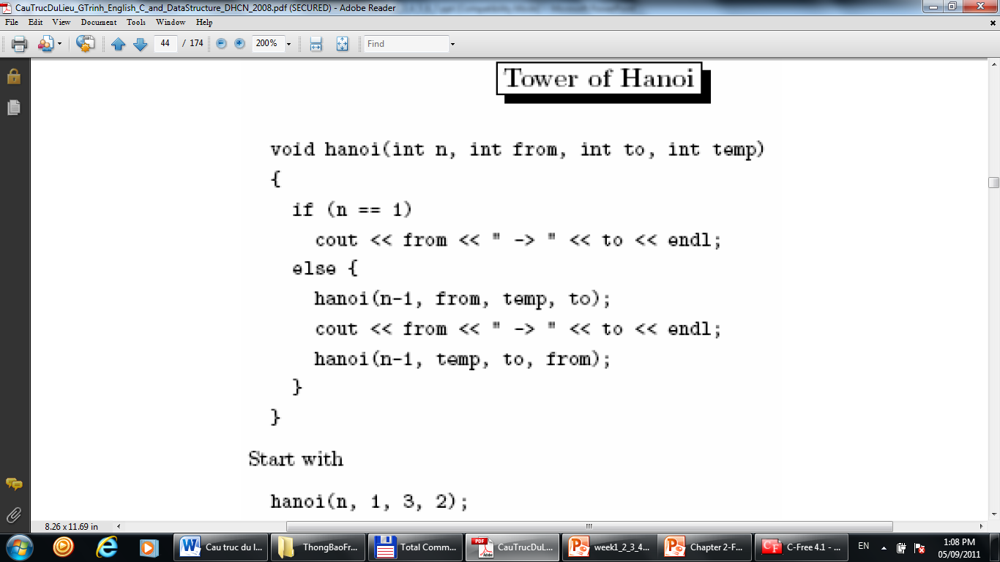 CauTrucDuLieu_GTrinh_English_C_and_DataStructure_DHCN_2008.pdf (SECURED) - Adobe Reader
File Edit View Document Tools Window Help
44 / 174 200% Find
Tower of Hanoi
void hanoi(int n, int from, int to, int temp)
{
if (n == 1)
cout << from << " -> " << to << endl;
else {
hanoi(n-1, from, temp, to);
cout << from << " -> " << to << endl;
hanoi(n-1, temp, to, from);
}
}
Start with
hanoi(n, 1, 3, 2);
8.26 x 11.69 in
Cau truc du l... ThongBaoFr... Total Comm... CauTrucDuL... week1_2_3_4... Chapter 2-F... C-Free 4.1 - ... EN 1:08 PM
05/09/2011